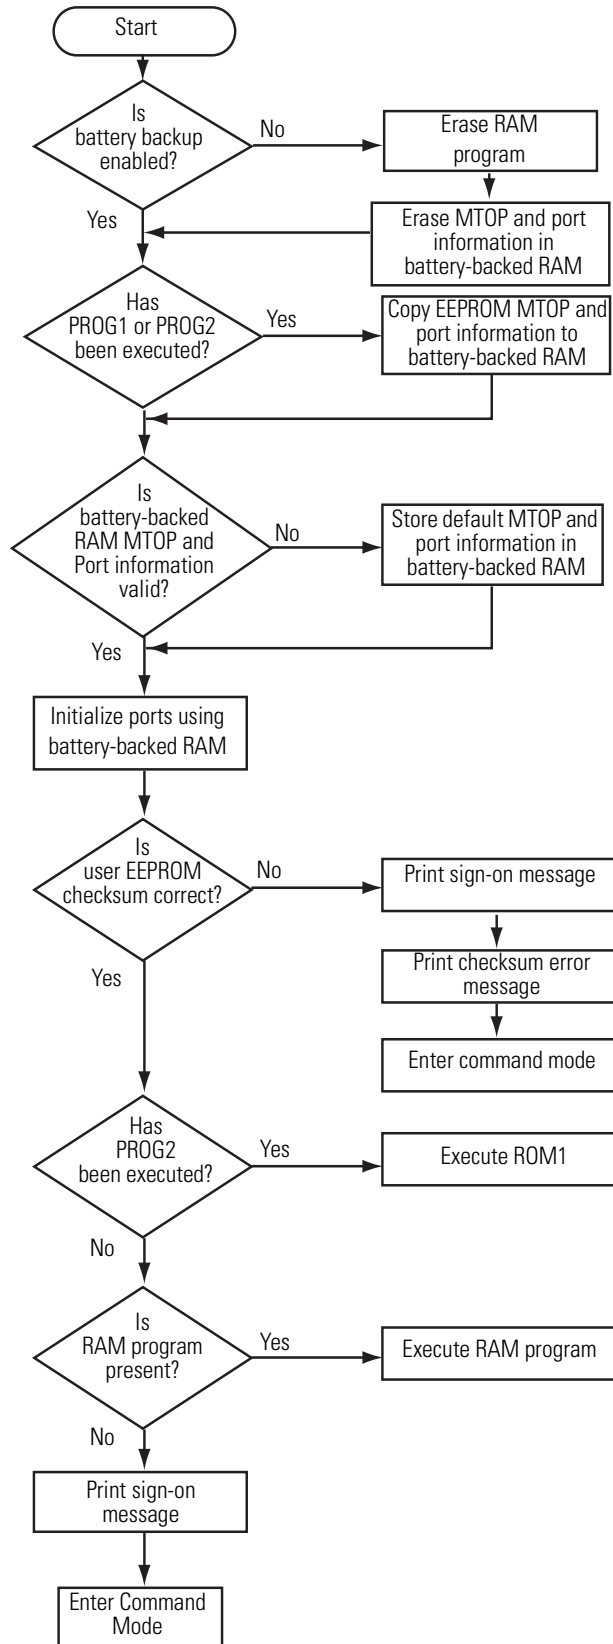 Start
Is
battery backup
enabled?
No
Erase RAM
program
Yes
Erase MTOP and port
information in
battery-backed RAM
Has
PROG1 or PROG2
been executed?
Yes
Copy EEPROM MTOP and
port information to
battery-backed RAM
Is
battery-backed
RAM MTOP and
Port information
valid?
No
Store default MTOP and
port information in
battery-backed RAM
Yes
Initialize ports using
battery-backed RAM
Is
user EEPROM
checksum correct?
No
Print sign-on message
Print checksum error
message
Enter command mode
Yes
Has
PROG2
been executed?
Yes
Execute ROM1
No
Is
RAM program
present?
Yes
Execute RAM program
No
Print sign-on
message
Enter Command
Mode